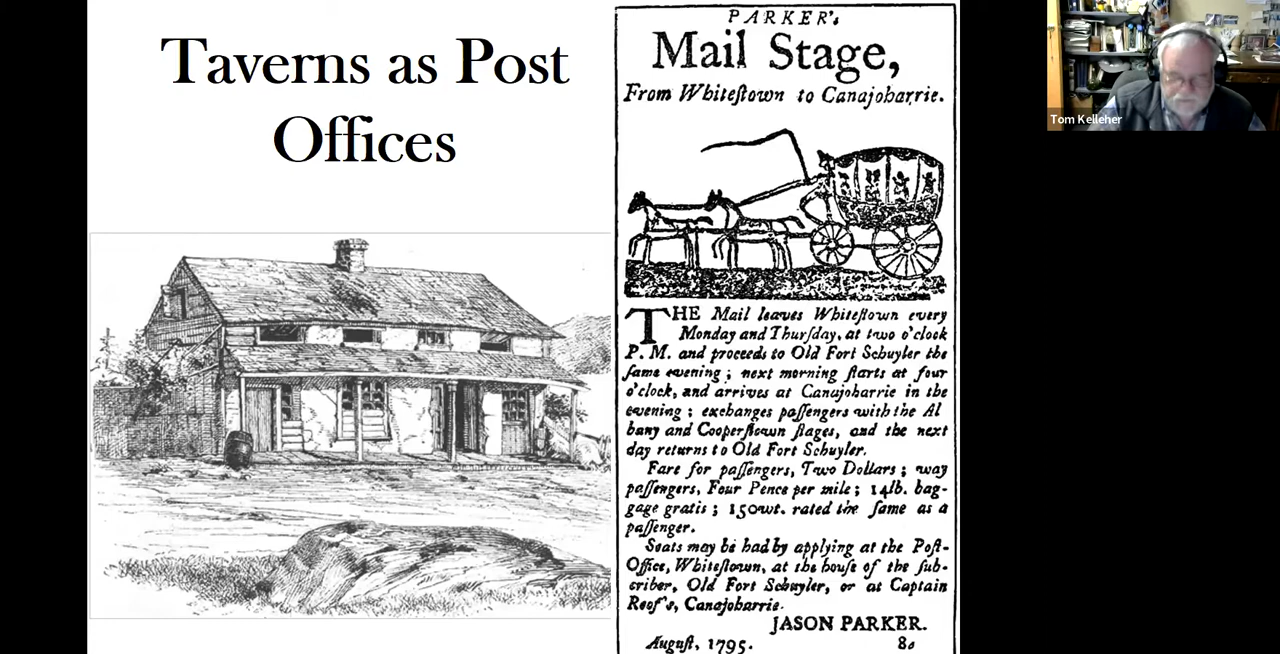 Taverns as Post
Offices
PARKER's
Mail Stage,
From Whiteſtown to Canajoharrie.
THE Mail leaves Whiteſtown every
Monday and Thurſday, at two o'clock
P. M. and proceeds to Old Fort Schuyler the
ſame evening ; next morning ſtarts at four
o'clock, and arrives at Canajoharrie in the
evening ; exchanges paſſengers with the Al
bany and Cooperſtown ſtages, and the next
day returns to Old Fort Schuyler.
Fare for paſſengers, Two Dollars ; way
paſſengers, Four Pence per mile ; 14lb. bag-
gage gratis ; 150wt. rated the ſame as a
paſſenger.
Seats may be had by applying at the Poſt-
Office, Whiteſtown, at the houſe of the ſub-
ſcriber, Old Fort Schuyler, or at Captain
Roof's, Canajoharrie.
JASON PARKER.
Auguſt, 1795.
Tom Kelleher